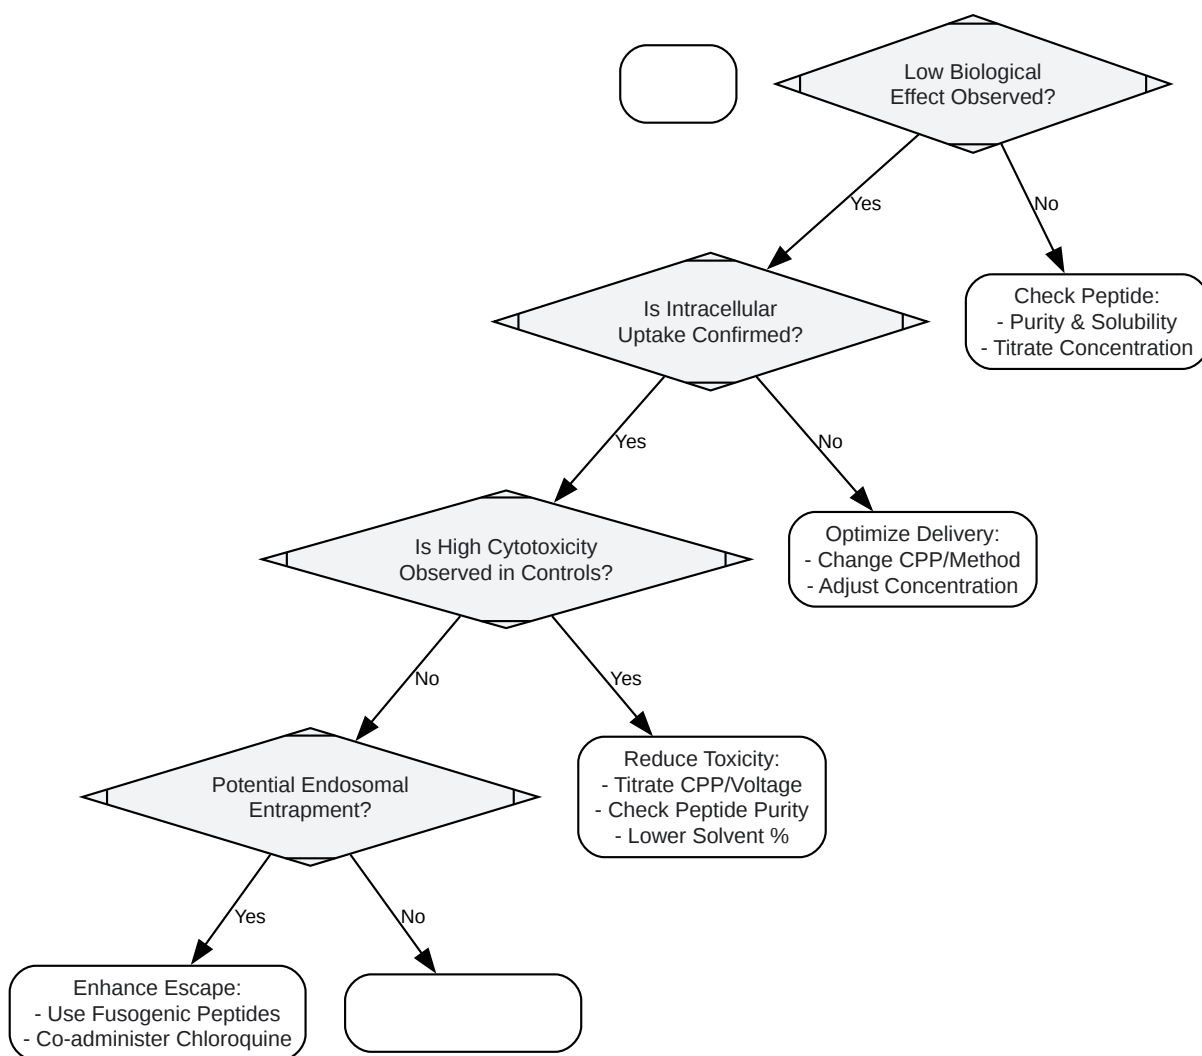 Low Biological
Effect Observed?
Yes
No
Is Intracellular
Uptake Confirmed?
Check Peptide:
- Purity & Solubility
- Titrate Concentration
Yes
No
Is High Cytotoxicity
Observed in Controls?
Optimize Delivery:
- Change CPP/Method
- Adjust Concentration
No
Yes
Potential Endosomal
Entrapment?
Reduce Toxicity:
- Titrate CPP/Voltage
- Check Peptide Purity
- Lower Solvent %
Yes
No
Enhance Escape:
- Use Fusogenic Peptides
- Co-administer Chloroquine